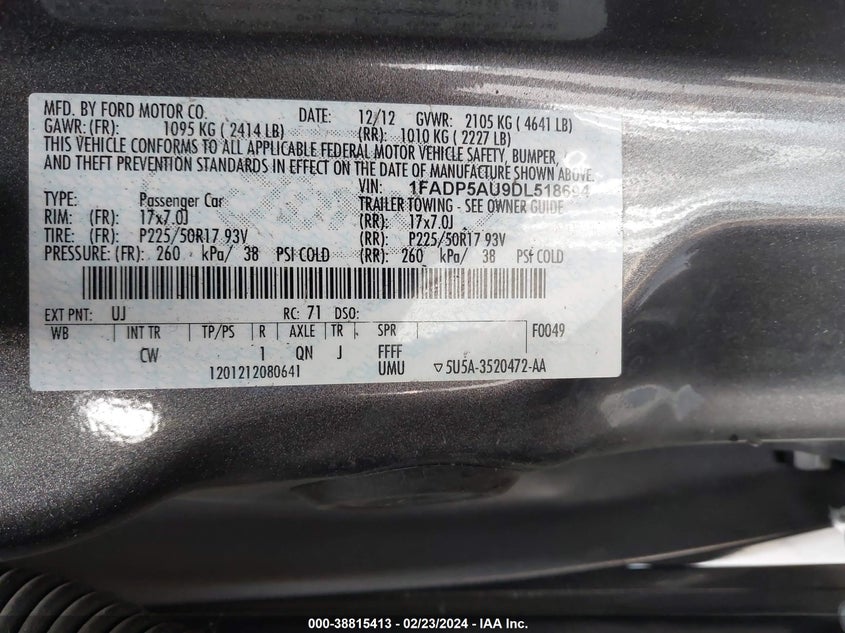 MFD. BY FORD MOTOR CO. DATE: 12/12 GVWR: 2105 KG ( 4641 LB)
GAWR: (FR): 1095 KG ( 2414 LB) (RR): 1010 KG ( 2227 LB)
THIS VEHICLE CONFORMS TO ALL APPLICABLE FEDERAL MOTOR VEHICLE SAFETY, BUMPER,
AND THEFT PREVENTION STANDARDS IN EFFECT ON THE DATE OF MANUFACTURE SHOWN ABOVE.
VIN: 1FADP5AU9DL518694
TYPE: Passenger Car TRAILER TOWING - SEE OWNER GUIDE
RIM: (FR): 17x7.0J (RR): 17x7.0J
TIRE: (FR): P225/50R17 93V (RR): P225/50R17 93V
PRESSURE: (FR): 260 kPa/ 38 PSI COLD (RR): 260 kPa/ 38 PSI COLD
EXT PNT: UJ RC: 71 DSO:
WB INT TR TP/PS R AXLE TR SPR F0049
CW 1 QN J FFFF
1201212080641 UMU ▽5U5A-3520472-AA
000-38815413 - 02/23/2024 - IAA Inc.